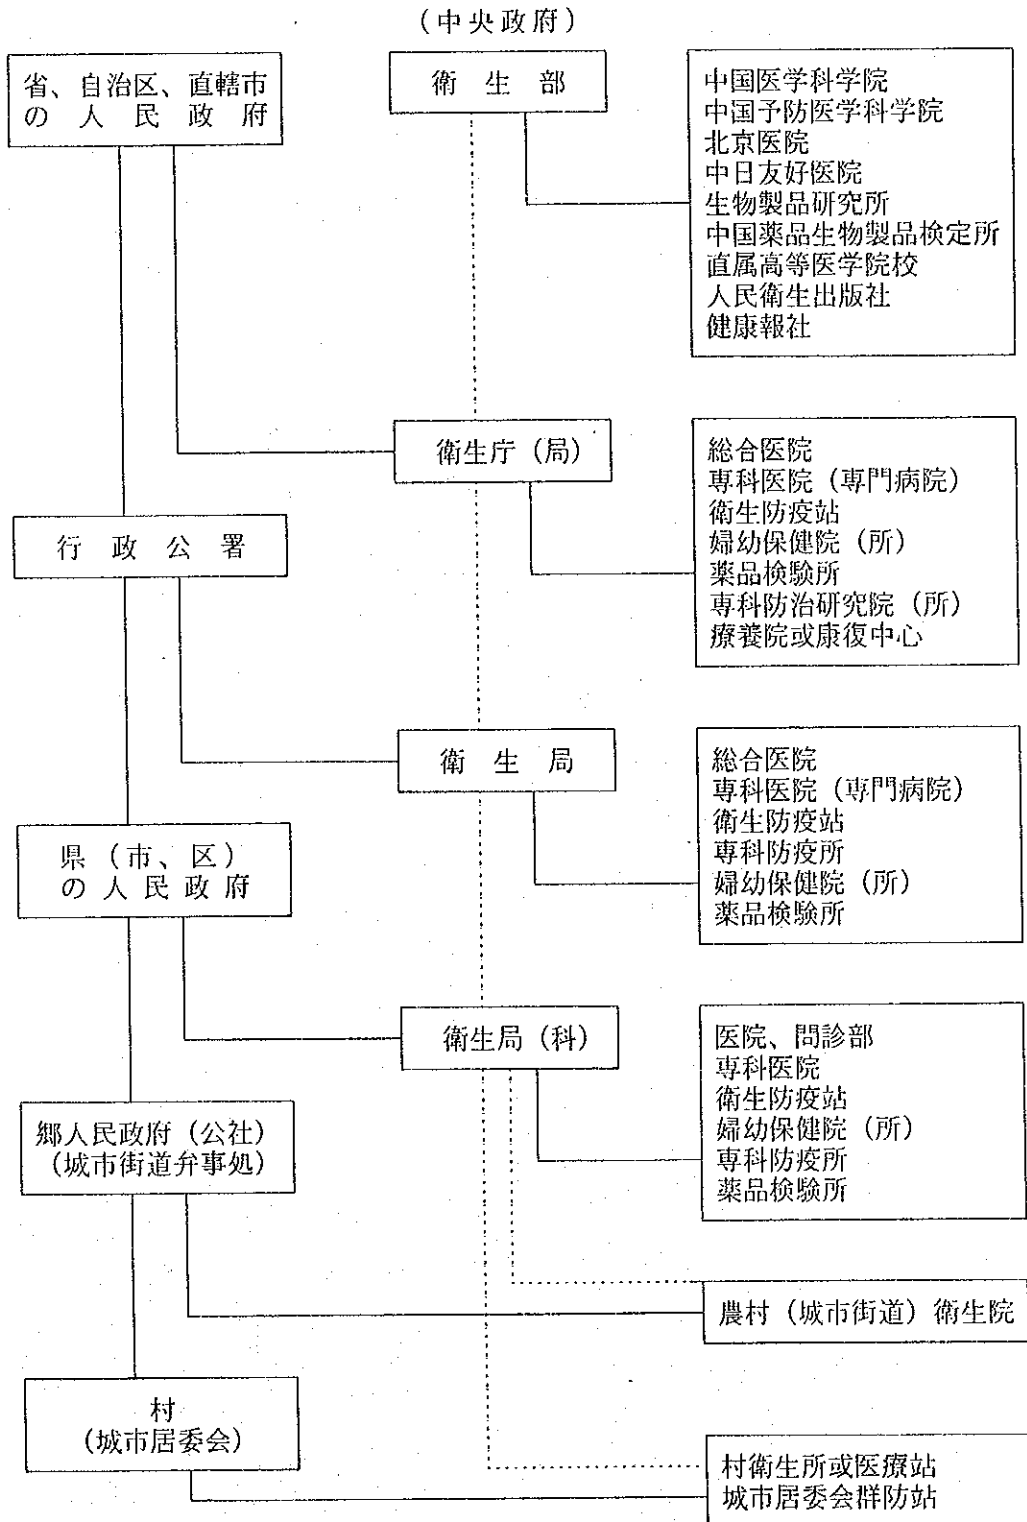 (中央政府)
省、自治区、直轄市
の人民政府
衛生部
中国医学科学院
中国予防医学科学院
北京医院
中日友好医院
生物製品研究所
中国薬品生物製品検定所
直属高等医学院校
人民衛生出版社
健康報社
衛生庁(局)
総合医院
専科医院(専門病院)
衛生防疫站
婦幼保健院(所)
薬品検験所
専科防治研究院(所)
療養院或康復中心
行政公署
衛生局
総合医院
専科医院(専門病院)
衛生防疫站
専科防疫所
婦幼保健院(所)
薬品検験所
県(市、区)
の人民政府
衛生局(科)
医院、問診部
専科医院
衛生防疫站
婦幼保健院(所)
専科防疫所
薬品検験所
郷人民政府(公社)
(城市街道弁事処)
農村(城市街道)衛生院
村
(城市居委会)
村衛生所或医療站
城市居委会群防站